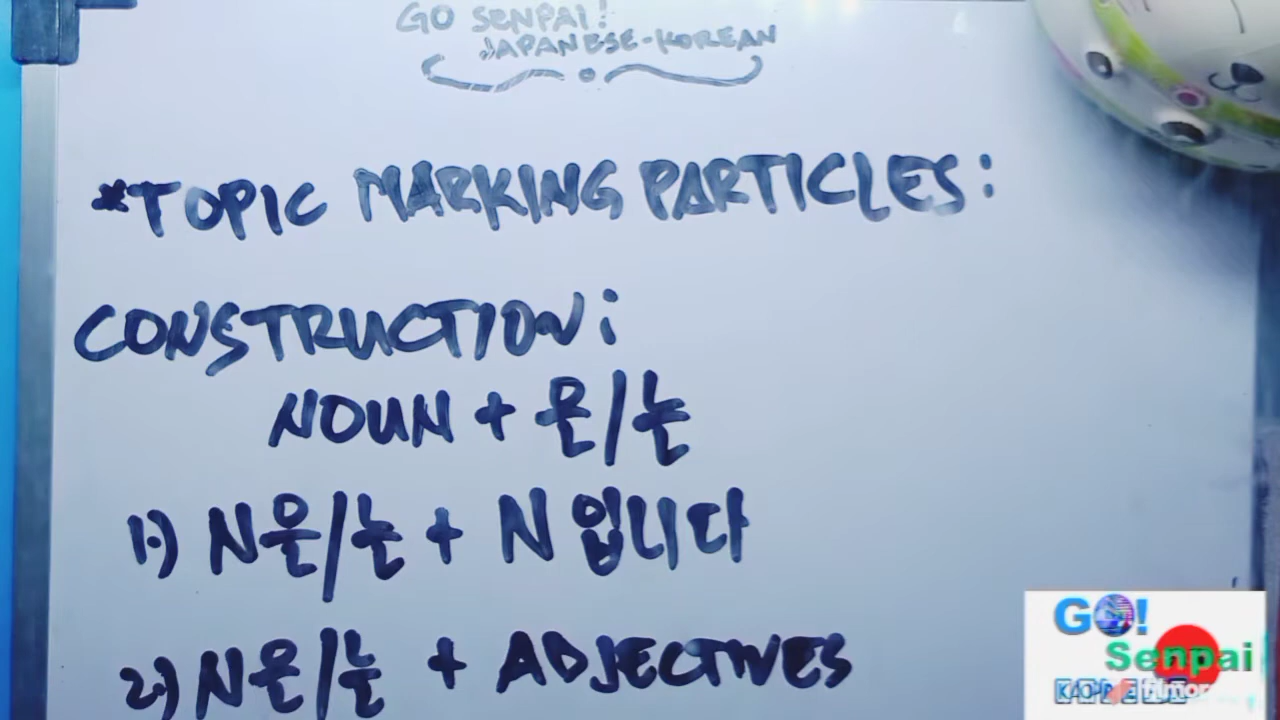 GO SENPAI!
JAPANESE-KOREAN
*TOPIC MARKING PARTICLES:
CONSTRUCTION:
NOUN + 은/는
1.) N은/는 + N입니다
2.) N은/는 + ADJECTIVES
GO!
Senpai